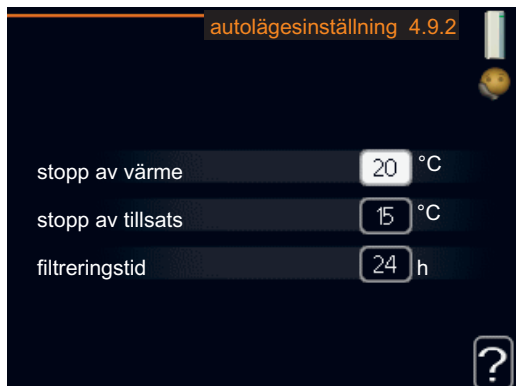 autolägesinställning 4.9.2
stopp av värme 20 °C
stopp av tillsats 15 °C
filtreringstid 24 h
?